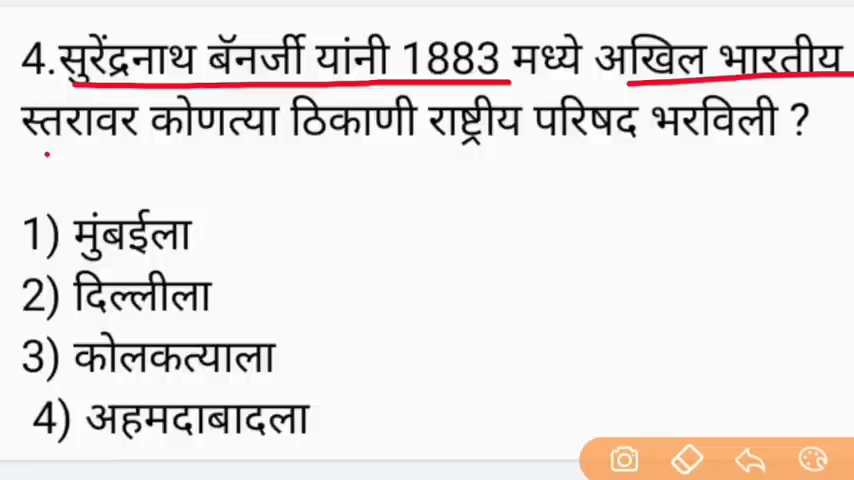 4.सुरेंद्रनाथ बॅनर्जी यांनी 1883 मध्ये अखिल भारतीय
स्तरावर कोणत्या ठिकाणी राष्ट्रीय परिषद भरविली ?
1) मुंबईला
2) दिल्लीला
3) कोलकत्याला
4) अहमदाबादला